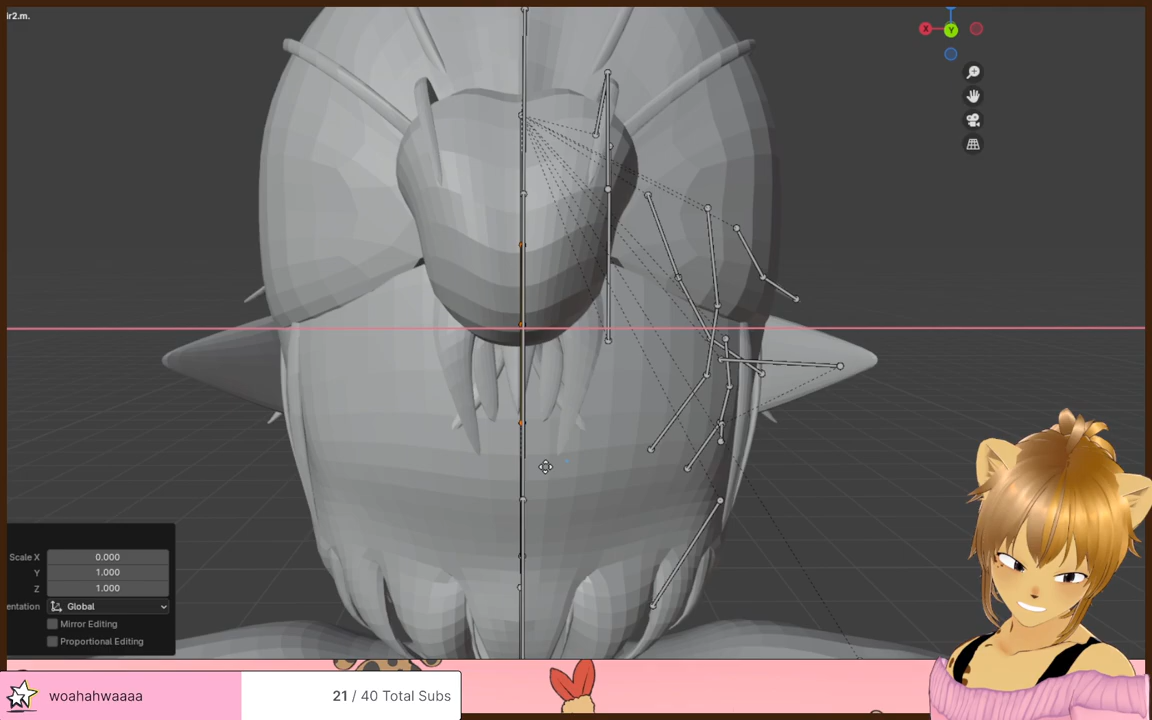 ir2.m.
X Y
Scale X 0.000
Y 1.000
Z 1.000
entation Global
Mirror Editing
Proportional Editing
woahahwaaaa 21 / 40 Total Subs